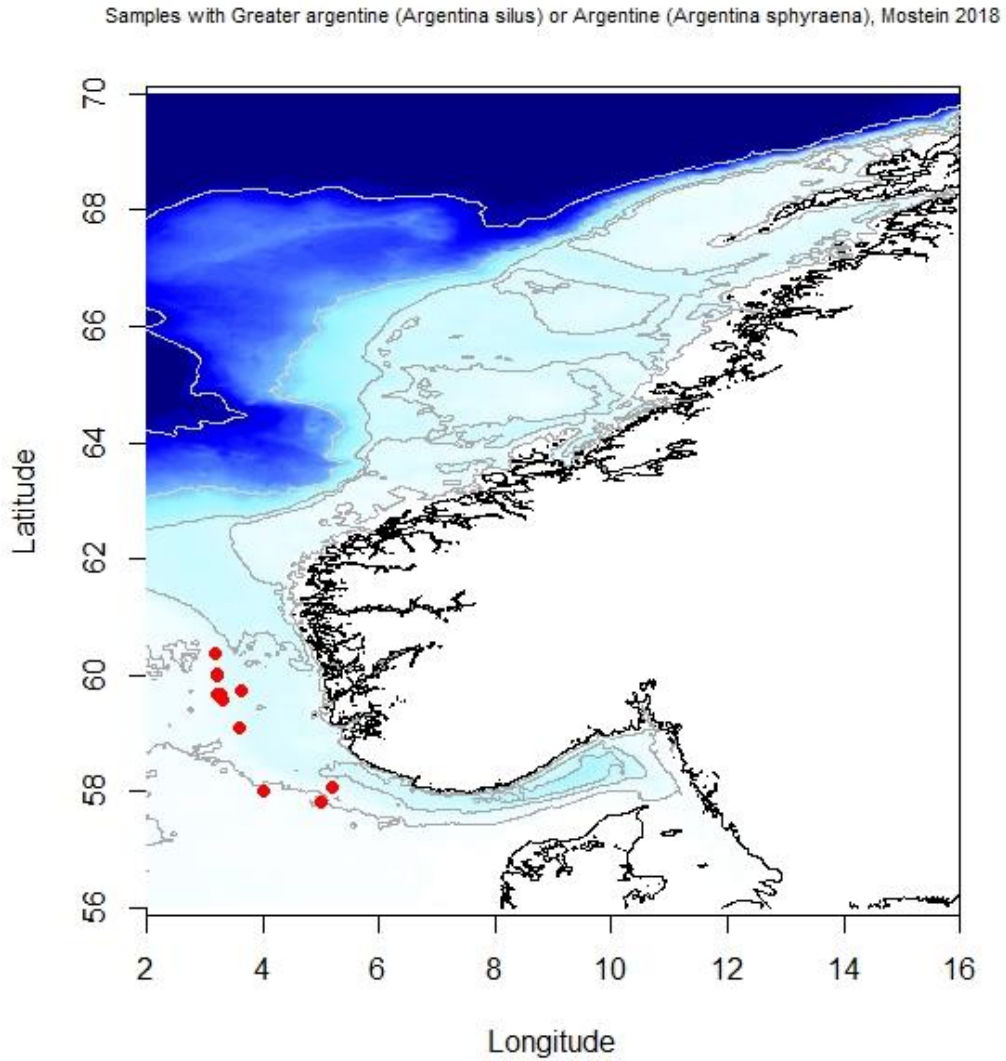 Samples with Greater argentine (Argentina silus) or Argentine (Argentina sphyraena), Mostein 2018
70
68
66
64
62
60
58
56
Latitude
2 4 6 8 10 12 14 16
Longitude